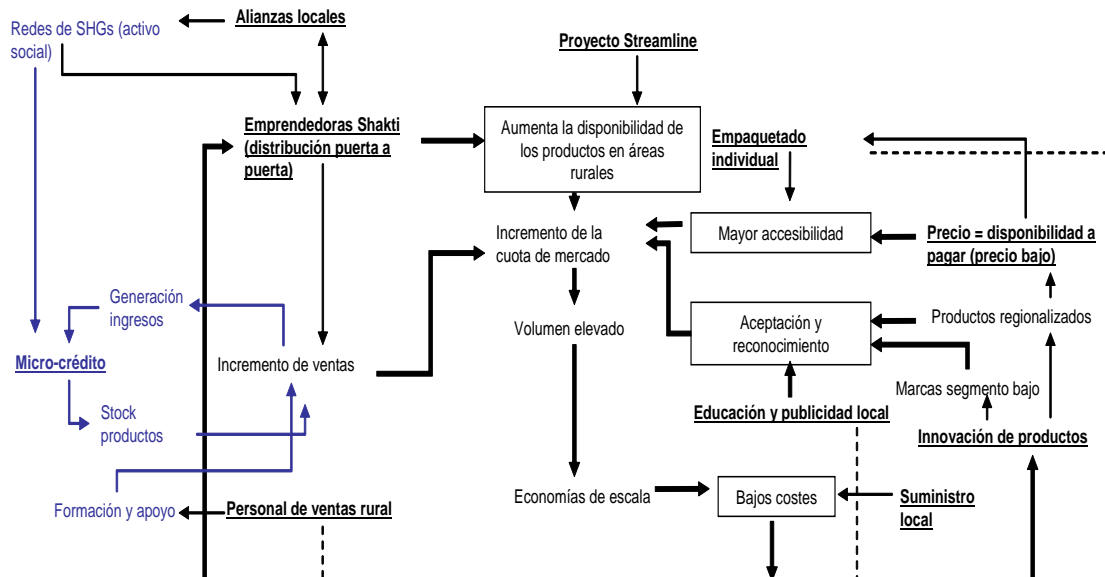 Alianzas locales
Redes de SHGs (activo
social)
Proyecto Streamline
Emprendedoras Shakti
(distribución puerta a
puerta)
Aumenta la disponibilidad de
los productos en áreas
rurales
Empaquetado
individual
Incremento de la
cuota de mercado
Mayor accesibilidad
Precio = disponibilidad a
pagar (precio bajo)
Generación
ingresos
Volumen elevado
Aceptación y
reconocimiento
Productos regionalizados
Micro-crédito
Incremento de ventas
Marcas segmento bajo
Stock
productos
Educación y publicidad local
Innovación de productos
Economías de escala
Bajos costes
Suministro
local
Formación y apoyo
Personal de ventas rural